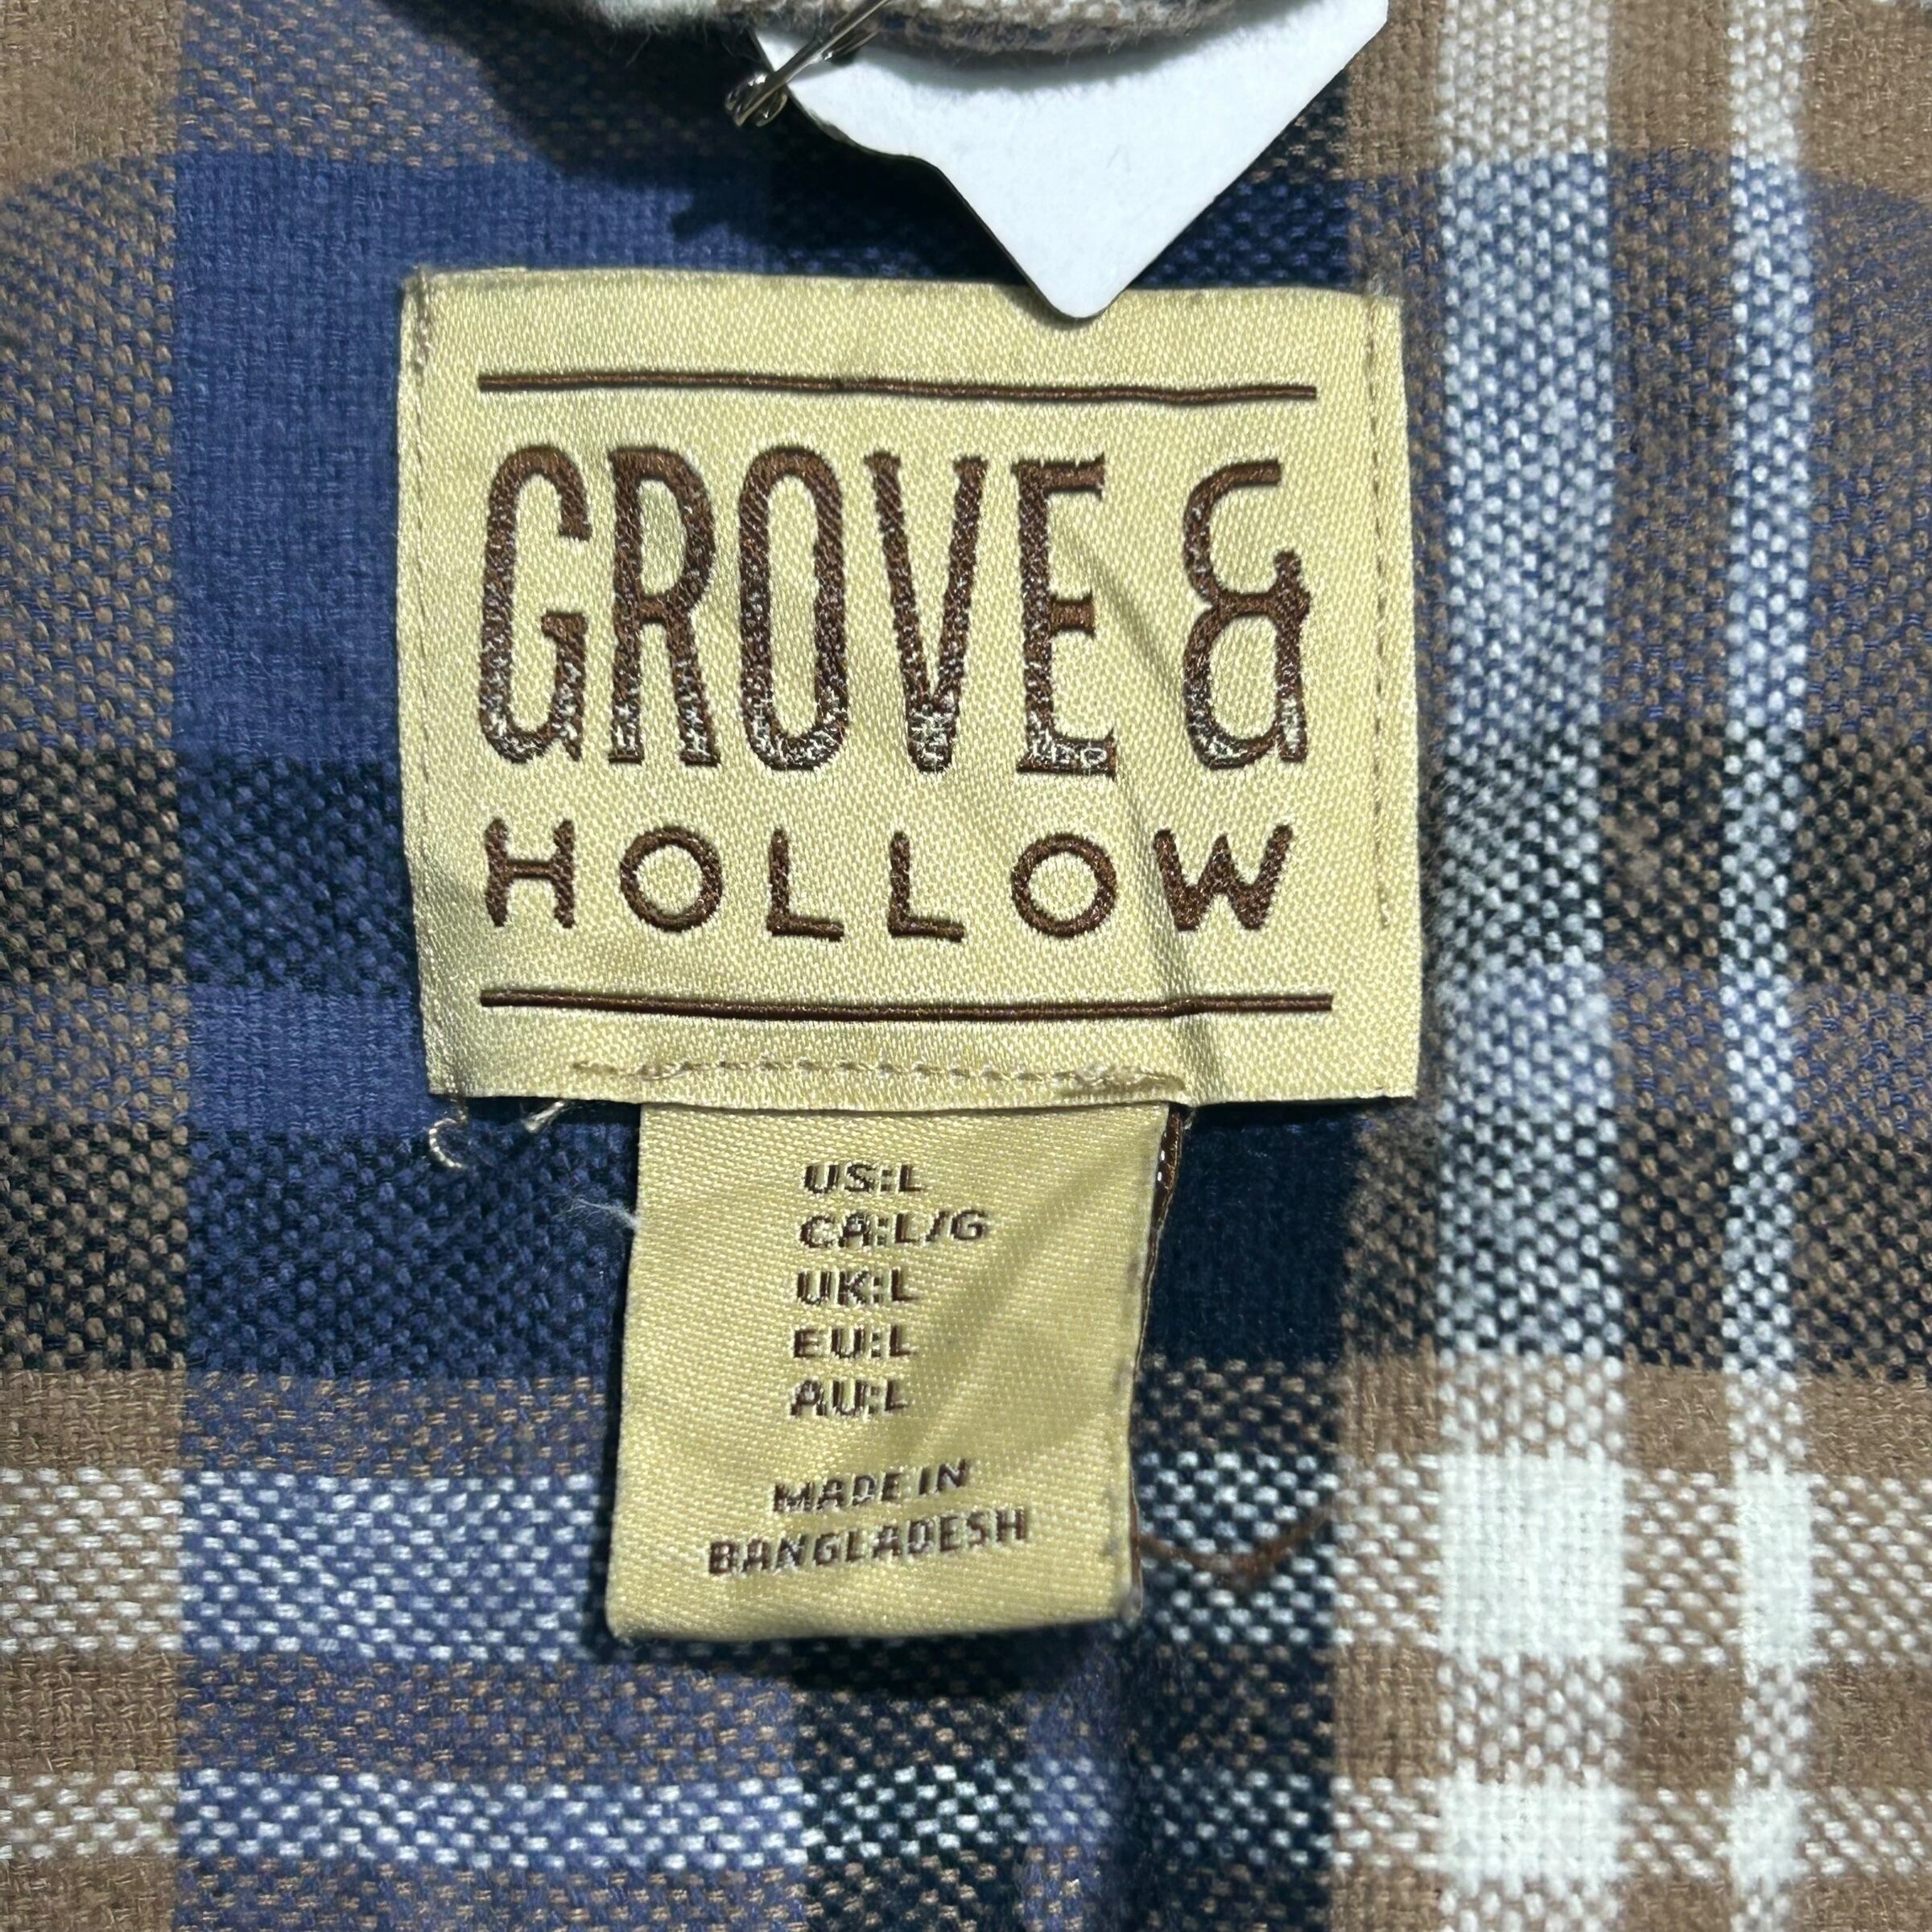 GROVE &
HOLLOW
US:L
CA:L/G
UK:L
EU:L
AU:L
MADE IN
BANGLADESH